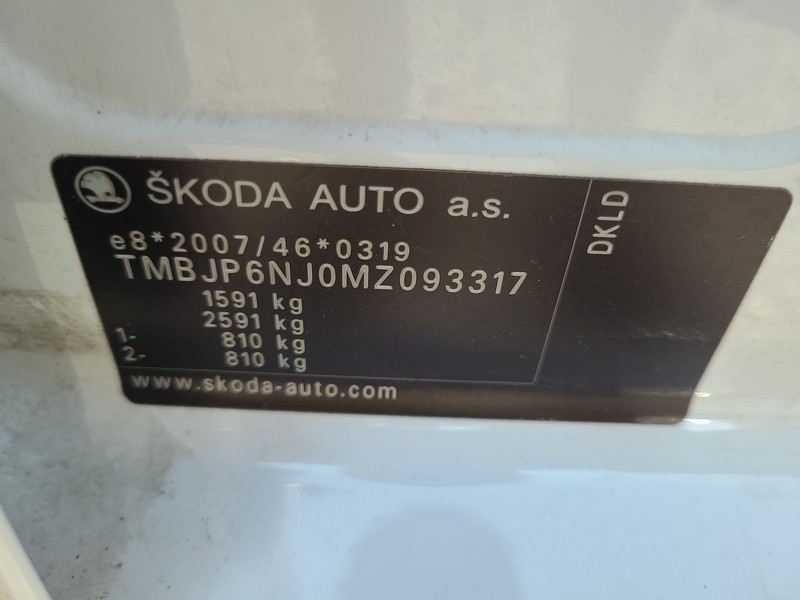 ŠKODA AUTO a.s.
e8*2007/46*0319
TMBJP6NJ0MZ093317
1591 kg
2591 kg
1- 810 kg
2- 810 kg
www.skoda-auto.com
DKLD